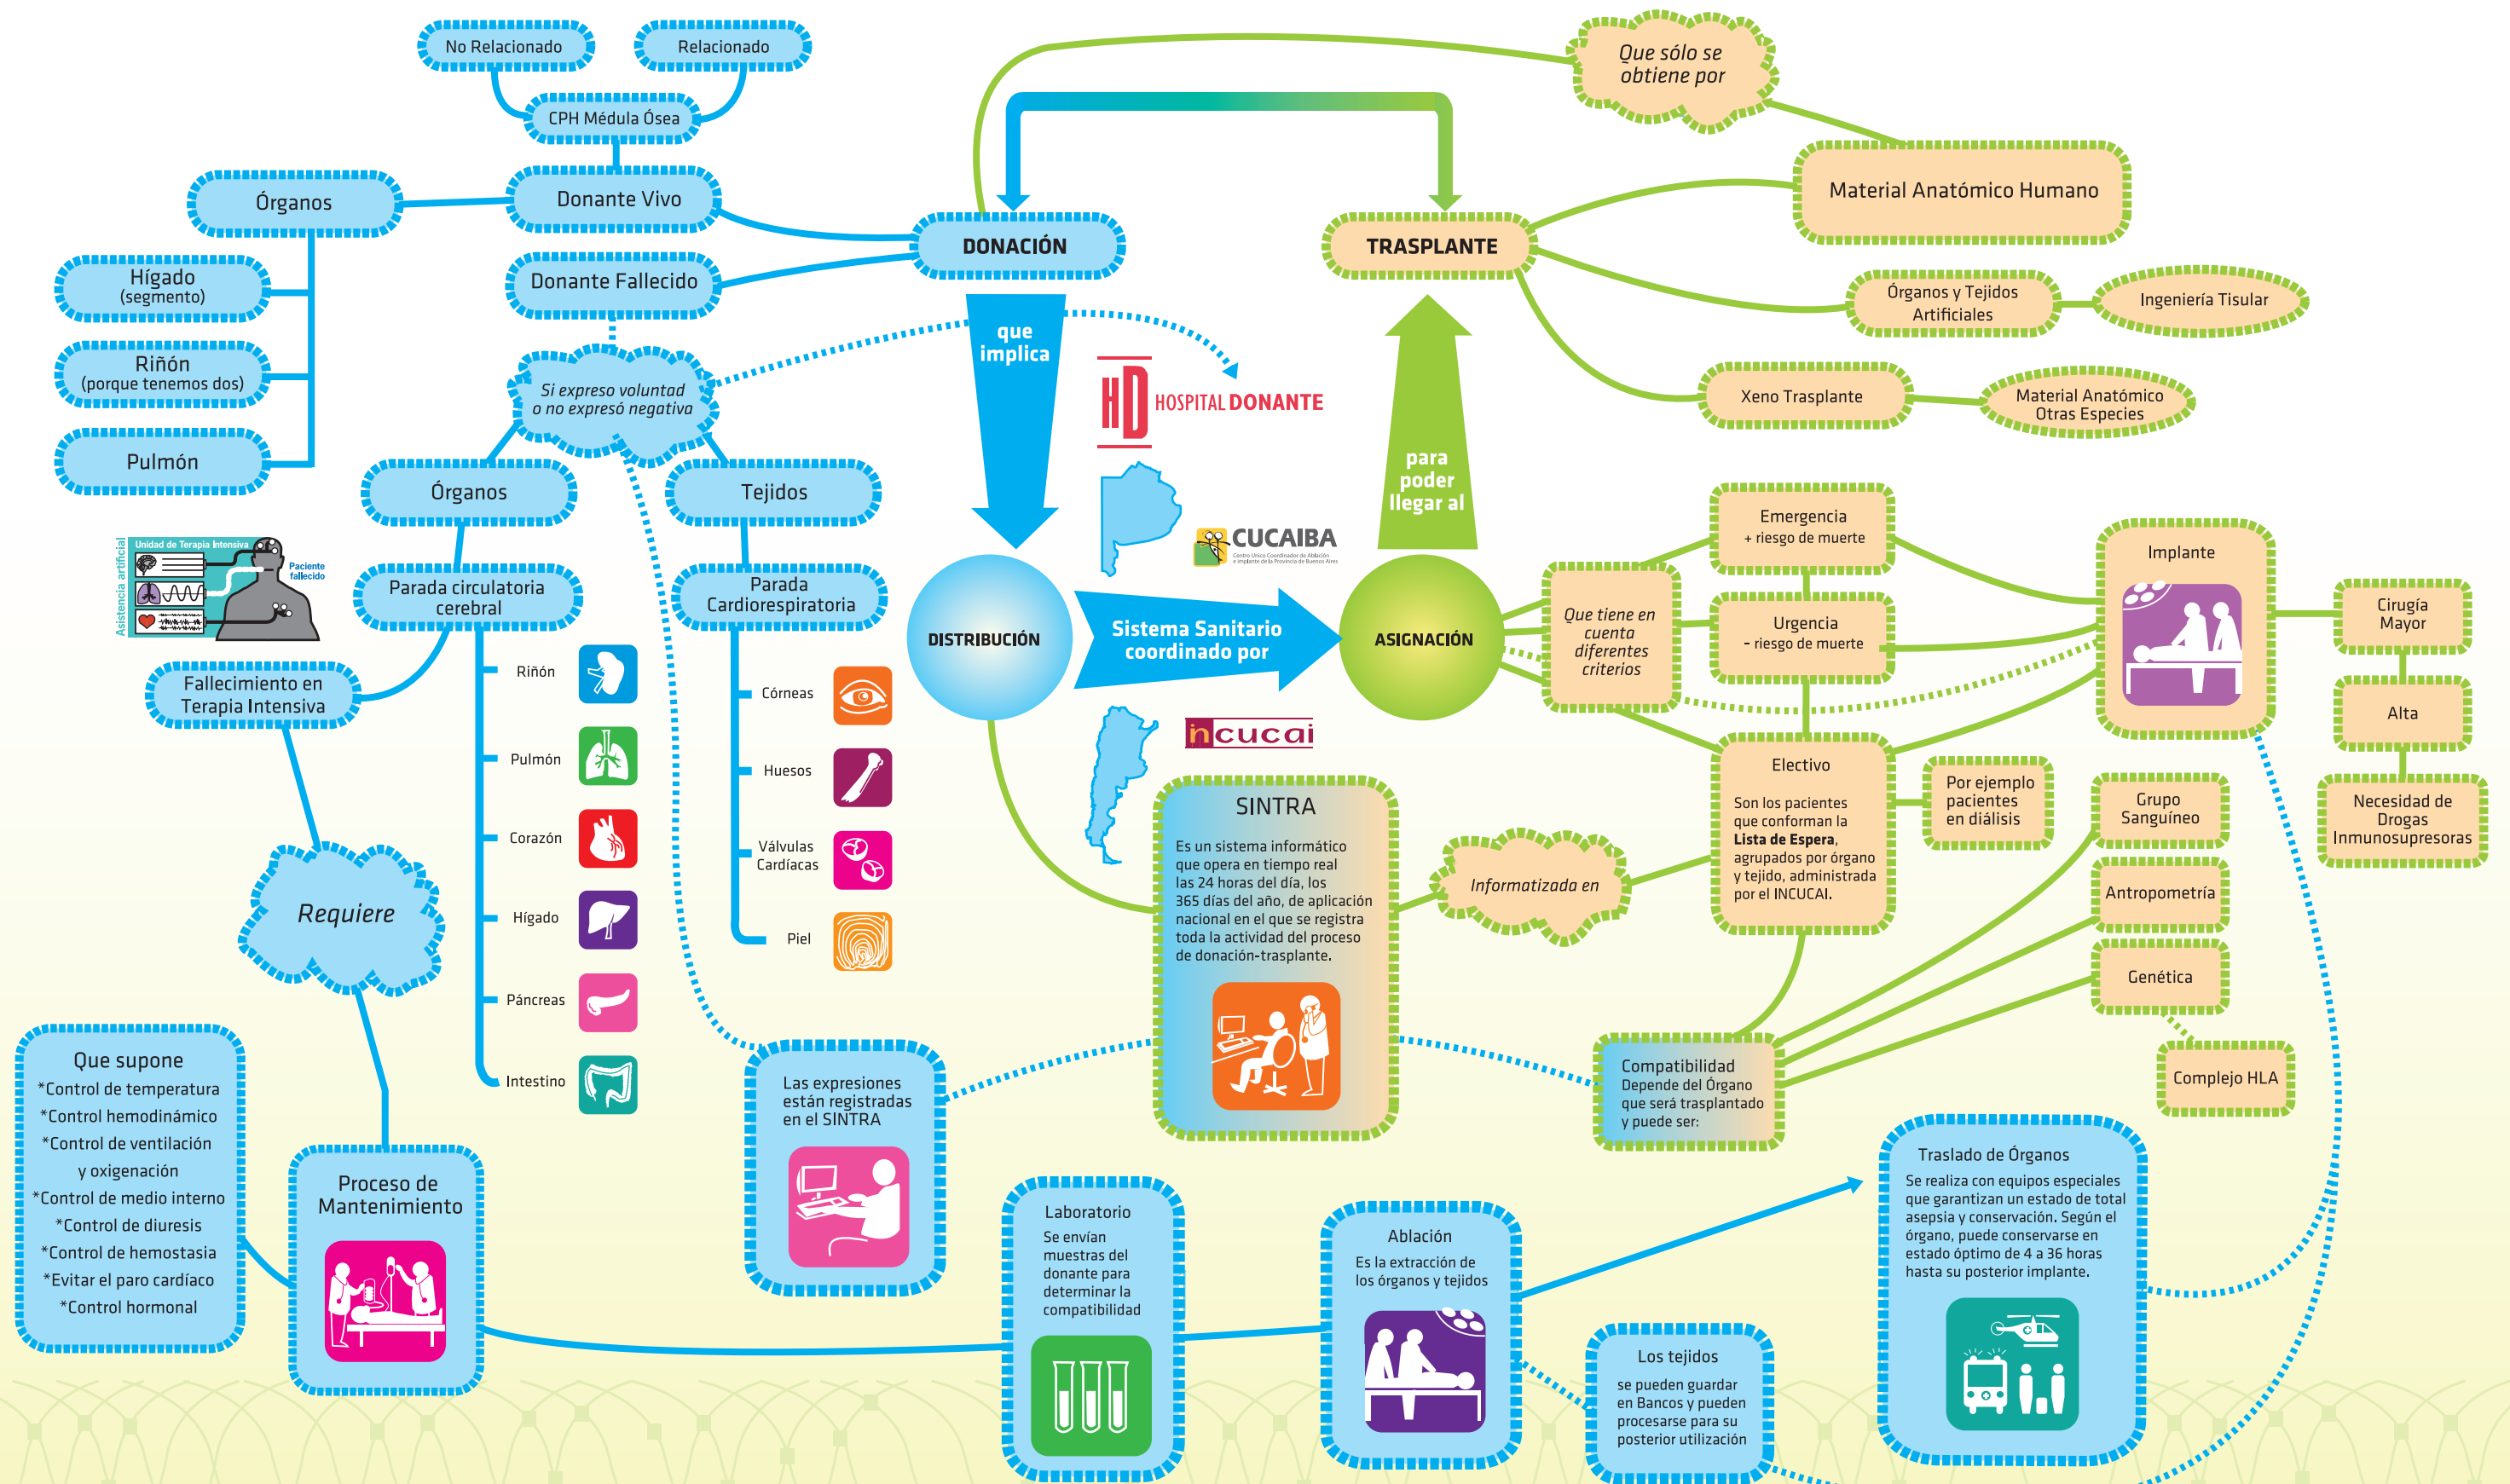 No Relacionado
Relacionado
CPH Médula Ósea
Órganos
Donante Vivo
Donante Fallecido
Hígado
(segmento)
Riñón
(porque tenemos dos)
Pulmón
DONACIÓN
TRASPLANTE
Que sólo se
obtiene por
Material Anatómico Humano
Órganos y Tejidos
Artificiales
Ingeniería Tisular
Xeno Trasplante
Material Anatómico
Otras Especies
que
implica
HD HOSPITAL DONANTE
Si expreso voluntad
o no expresó negativa
Órganos
Tejidos
Asistencia artificial
Unidad de Terapia Intensiva
Paciente
fallecido
Parada circulatoria
cerebral
Parada
Cardiorespiratoria
Fallecimiento en
Terapia Intensiva
Riñón
Pulmón
Corazón
Hígado
Páncreas
Intestino
Córneas
Huesos
Válvulas
Cardíacas
Piel
CUCAIBA
Centro Unico Coordinador de Ablación
e implante de la Provincia de Buenos Aires
para
poder
llegar al
DISTRIBUCIÓN
Sistema Sanitario
coordinado por
ASIGNACIÓN
incucai
Que tiene en
cuenta
diferentes
criterios
Emergencia
+ riesgo de muerte
Urgencia
- riesgo de muerte
Electivo
Son los pacientes
que conforman la
Lista de Espera,
agrupados por órgano
y tejido, administrada
por el INCUCAI.
Por ejemplo
pacientes
en diálisis
Implante
Cirugía
Mayor
Alta
Necesidad de
Drogas
Inmunosupresoras
SINTRA
Es un sistema informático
que opera en tiempo real
las 24 horas del día, los
365 días del año, de aplicación
nacional en el que se registra
toda la actividad del proceso
de donación-trasplante.
Informatizada en
Grupo
Sanguíneo
Antropometría
Genética
Complejo HLA
Compatibilidad
Depende del Órgano
que será trasplantado
y puede ser:
Requiere
Que supone
*Control de temperatura
*Control hemodinámico
*Control de ventilación
y oxigenación
*Control de medio interno
*Control de diuresis
*Control de hemostasia
*Evitar el paro cardíaco
*Control hormonal
Proceso de
Mantenimiento
Las expresiones
están registradas
en el SINTRA
Laboratorio
Se envían
muestras del
donante para
determinar la
compatibilidad
Ablación
Es la extracción de
los órganos y tejidos
Los tejidos
se pueden guardar
en Bancos y pueden
procesarse para su
posterior utilización
Traslado de Órganos
Se realiza con equipos especiales
que garantizan un estado de total
asepsia y conservación. Según el
órgano, puede conservarse en
estado óptimo de 4 a 36 horas
hasta su posterior implante.